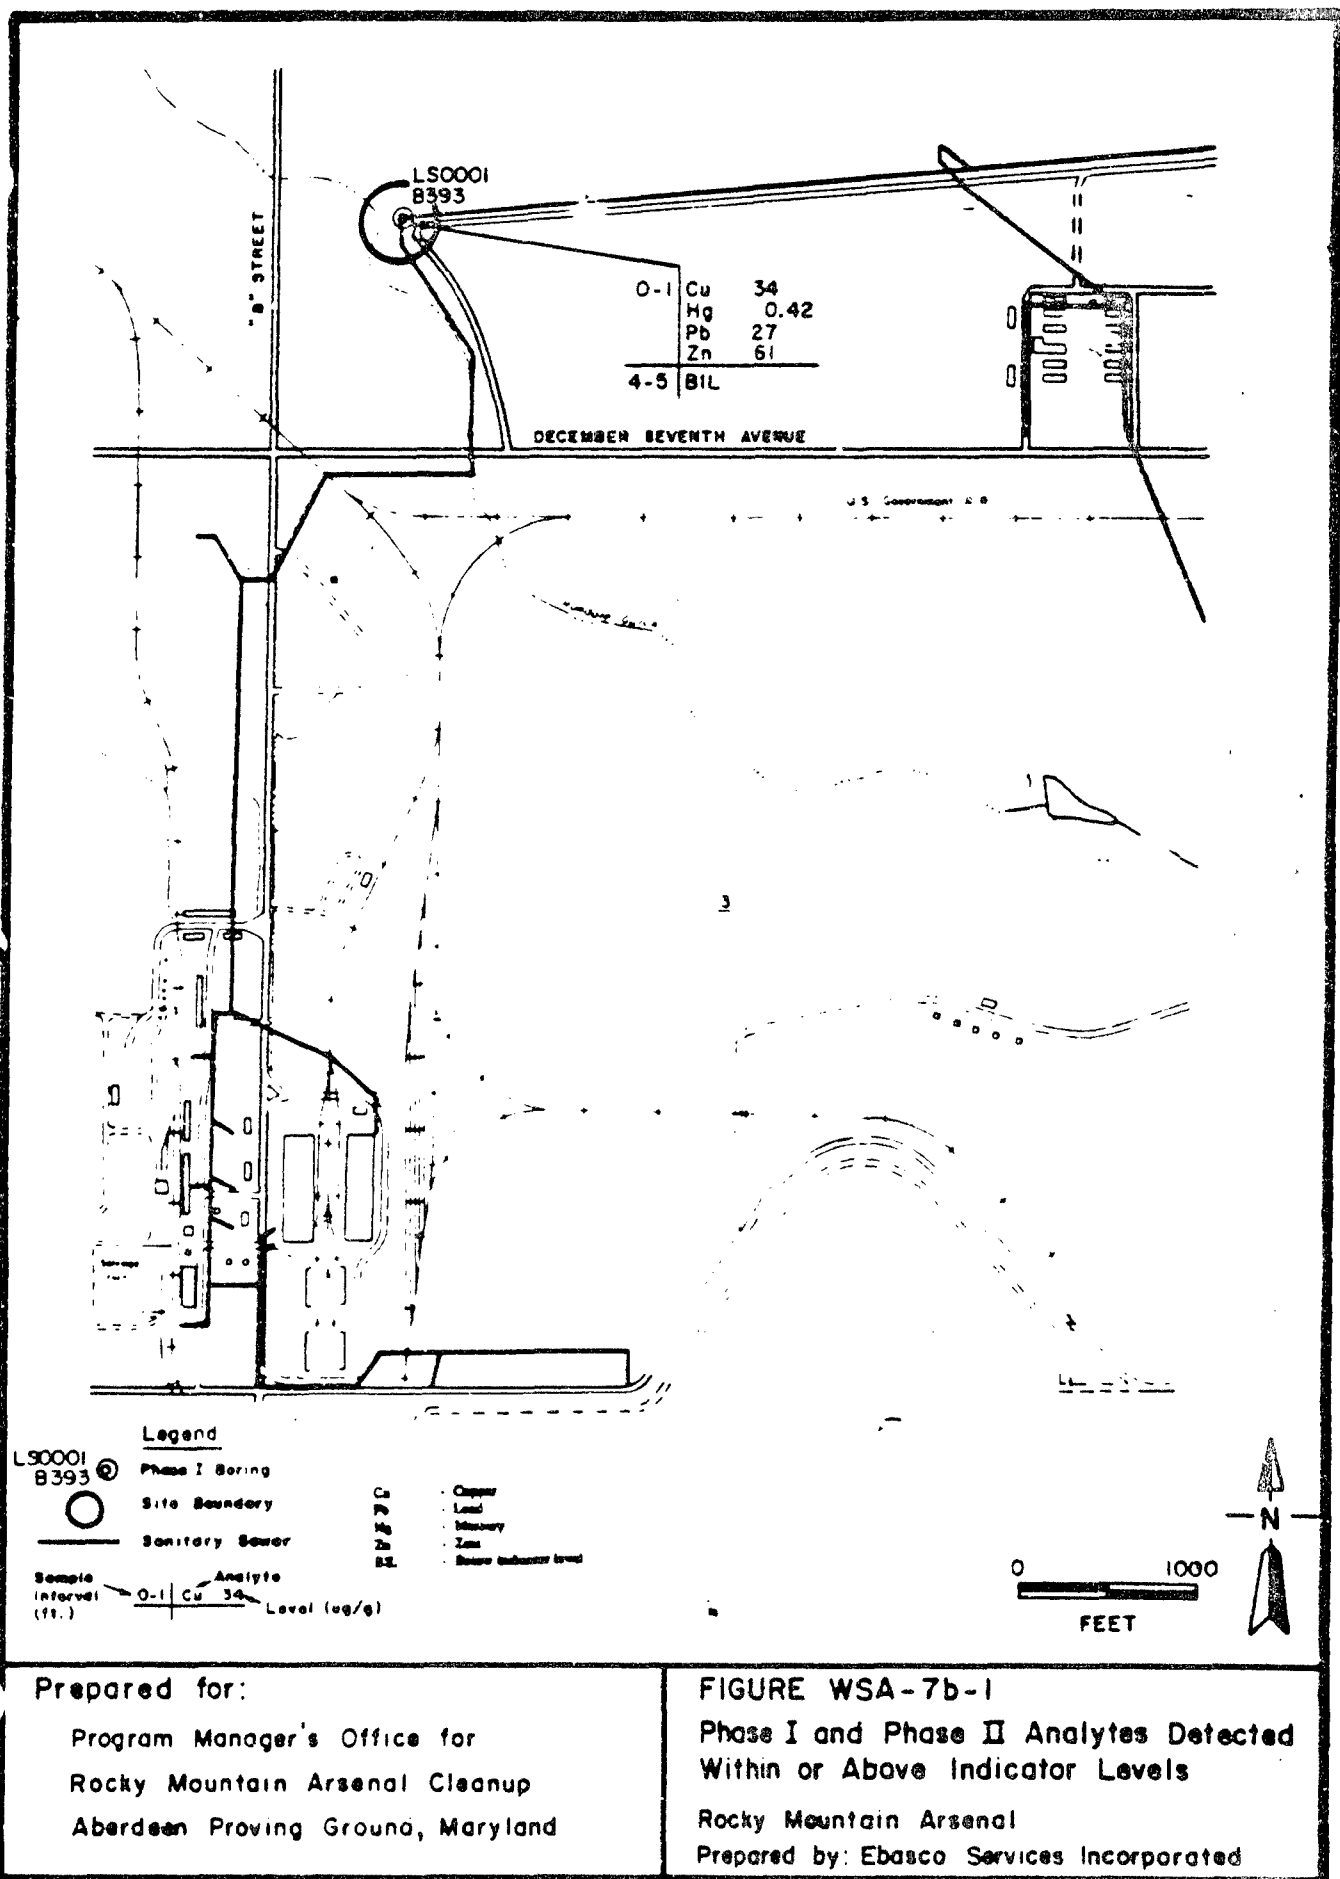 LS0001
B393
"B" STREET
0-1 Cu 34
Hg 0.42
Pb 27
Zn 61
4-5 BIL
DECEMBER SEVENTH AVENUE
U.S. Government R.R.
3
Legend
LS0001
B393
Phase I Boring
Site Boundary
Sanitary Sewer
Cu - Copper
Pb - Lead
Hg - Mercury
Zn - Zinc
BIL - Below indicator level
Sample
Interval
(ft.)
0-1 Cu 34
Analyte
Level (ug/g)
N
0 1000
FEET
Prepared for:
Program Manager's Office for
Rocky Mountain Arsenal Cleanup
Aberdeen Proving Ground, Maryland
FIGURE WSA-7b-1
Phase I and Phase II Analytes Detected
Within or Above Indicator Levels
Rocky Mountain Arsenal
Prepared by: Ebasco Services Incorporated